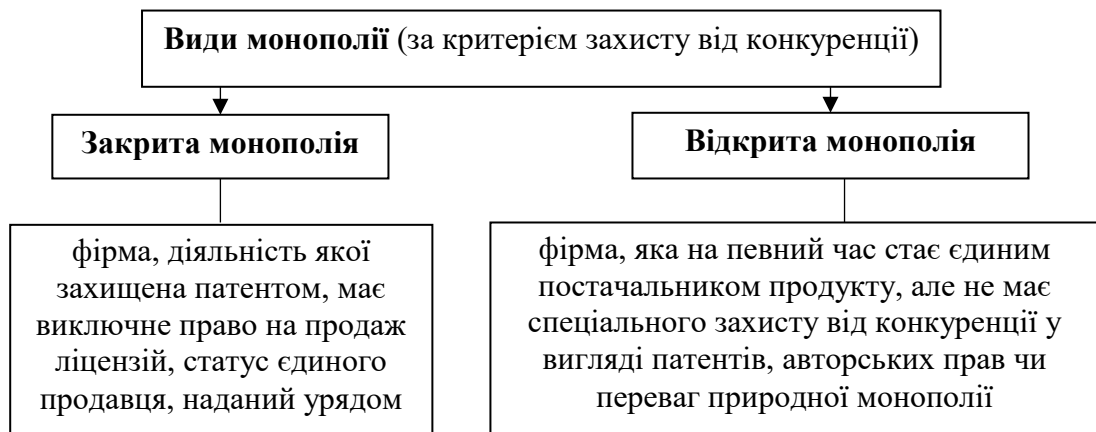 Види монополії (за критерієм захисту від конкуренції)
Закрита монополія
Відкрита монополія
фірма, діяльність якої
захищена патентом, має
виключне право на продаж
ліцензій, статус єдиного
продавця, наданий урядом
фірма, яка на певний час стає єдиним
постачальником продукту, але не має
спеціального захисту від конкуренції у
вигляді патентів, авторських прав чи
переваг природної монополії